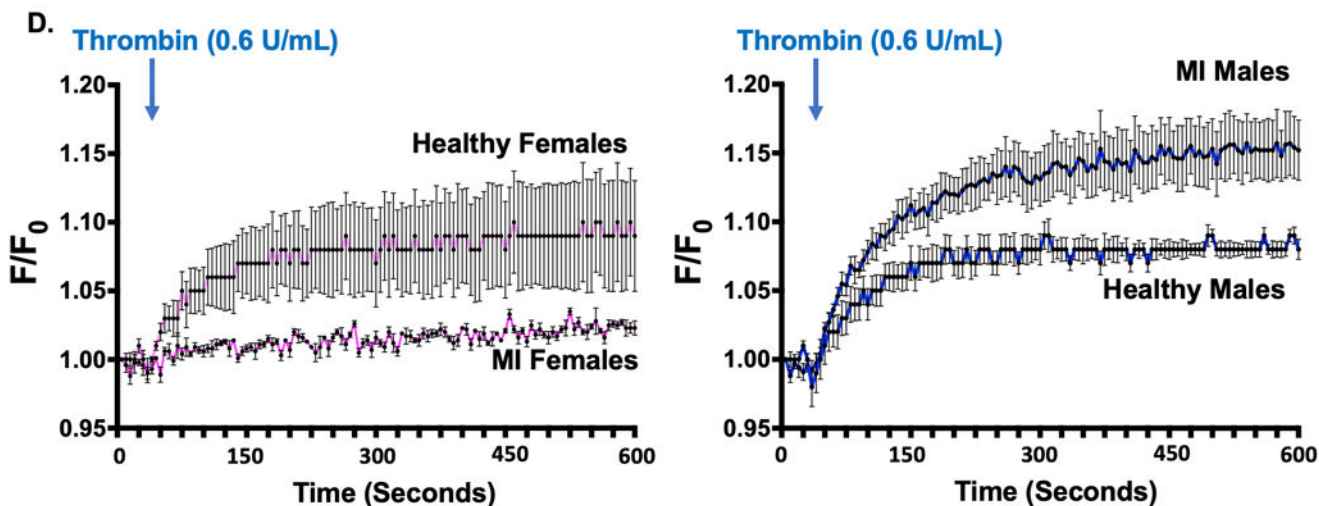 D.
Thrombin (0.6 U/mL)
1.20
1.15
1.10
1.05
1.00
0.95
F/F0
Healthy Females
MI Females
0 150 300 450 600
Time (Seconds)
Thrombin (0.6 U/mL)
1.20
1.15
1.10
1.05
1.00
0.95
F/F0
MI Males
Healthy Males
0 150 300 450 600
Time (Seconds)